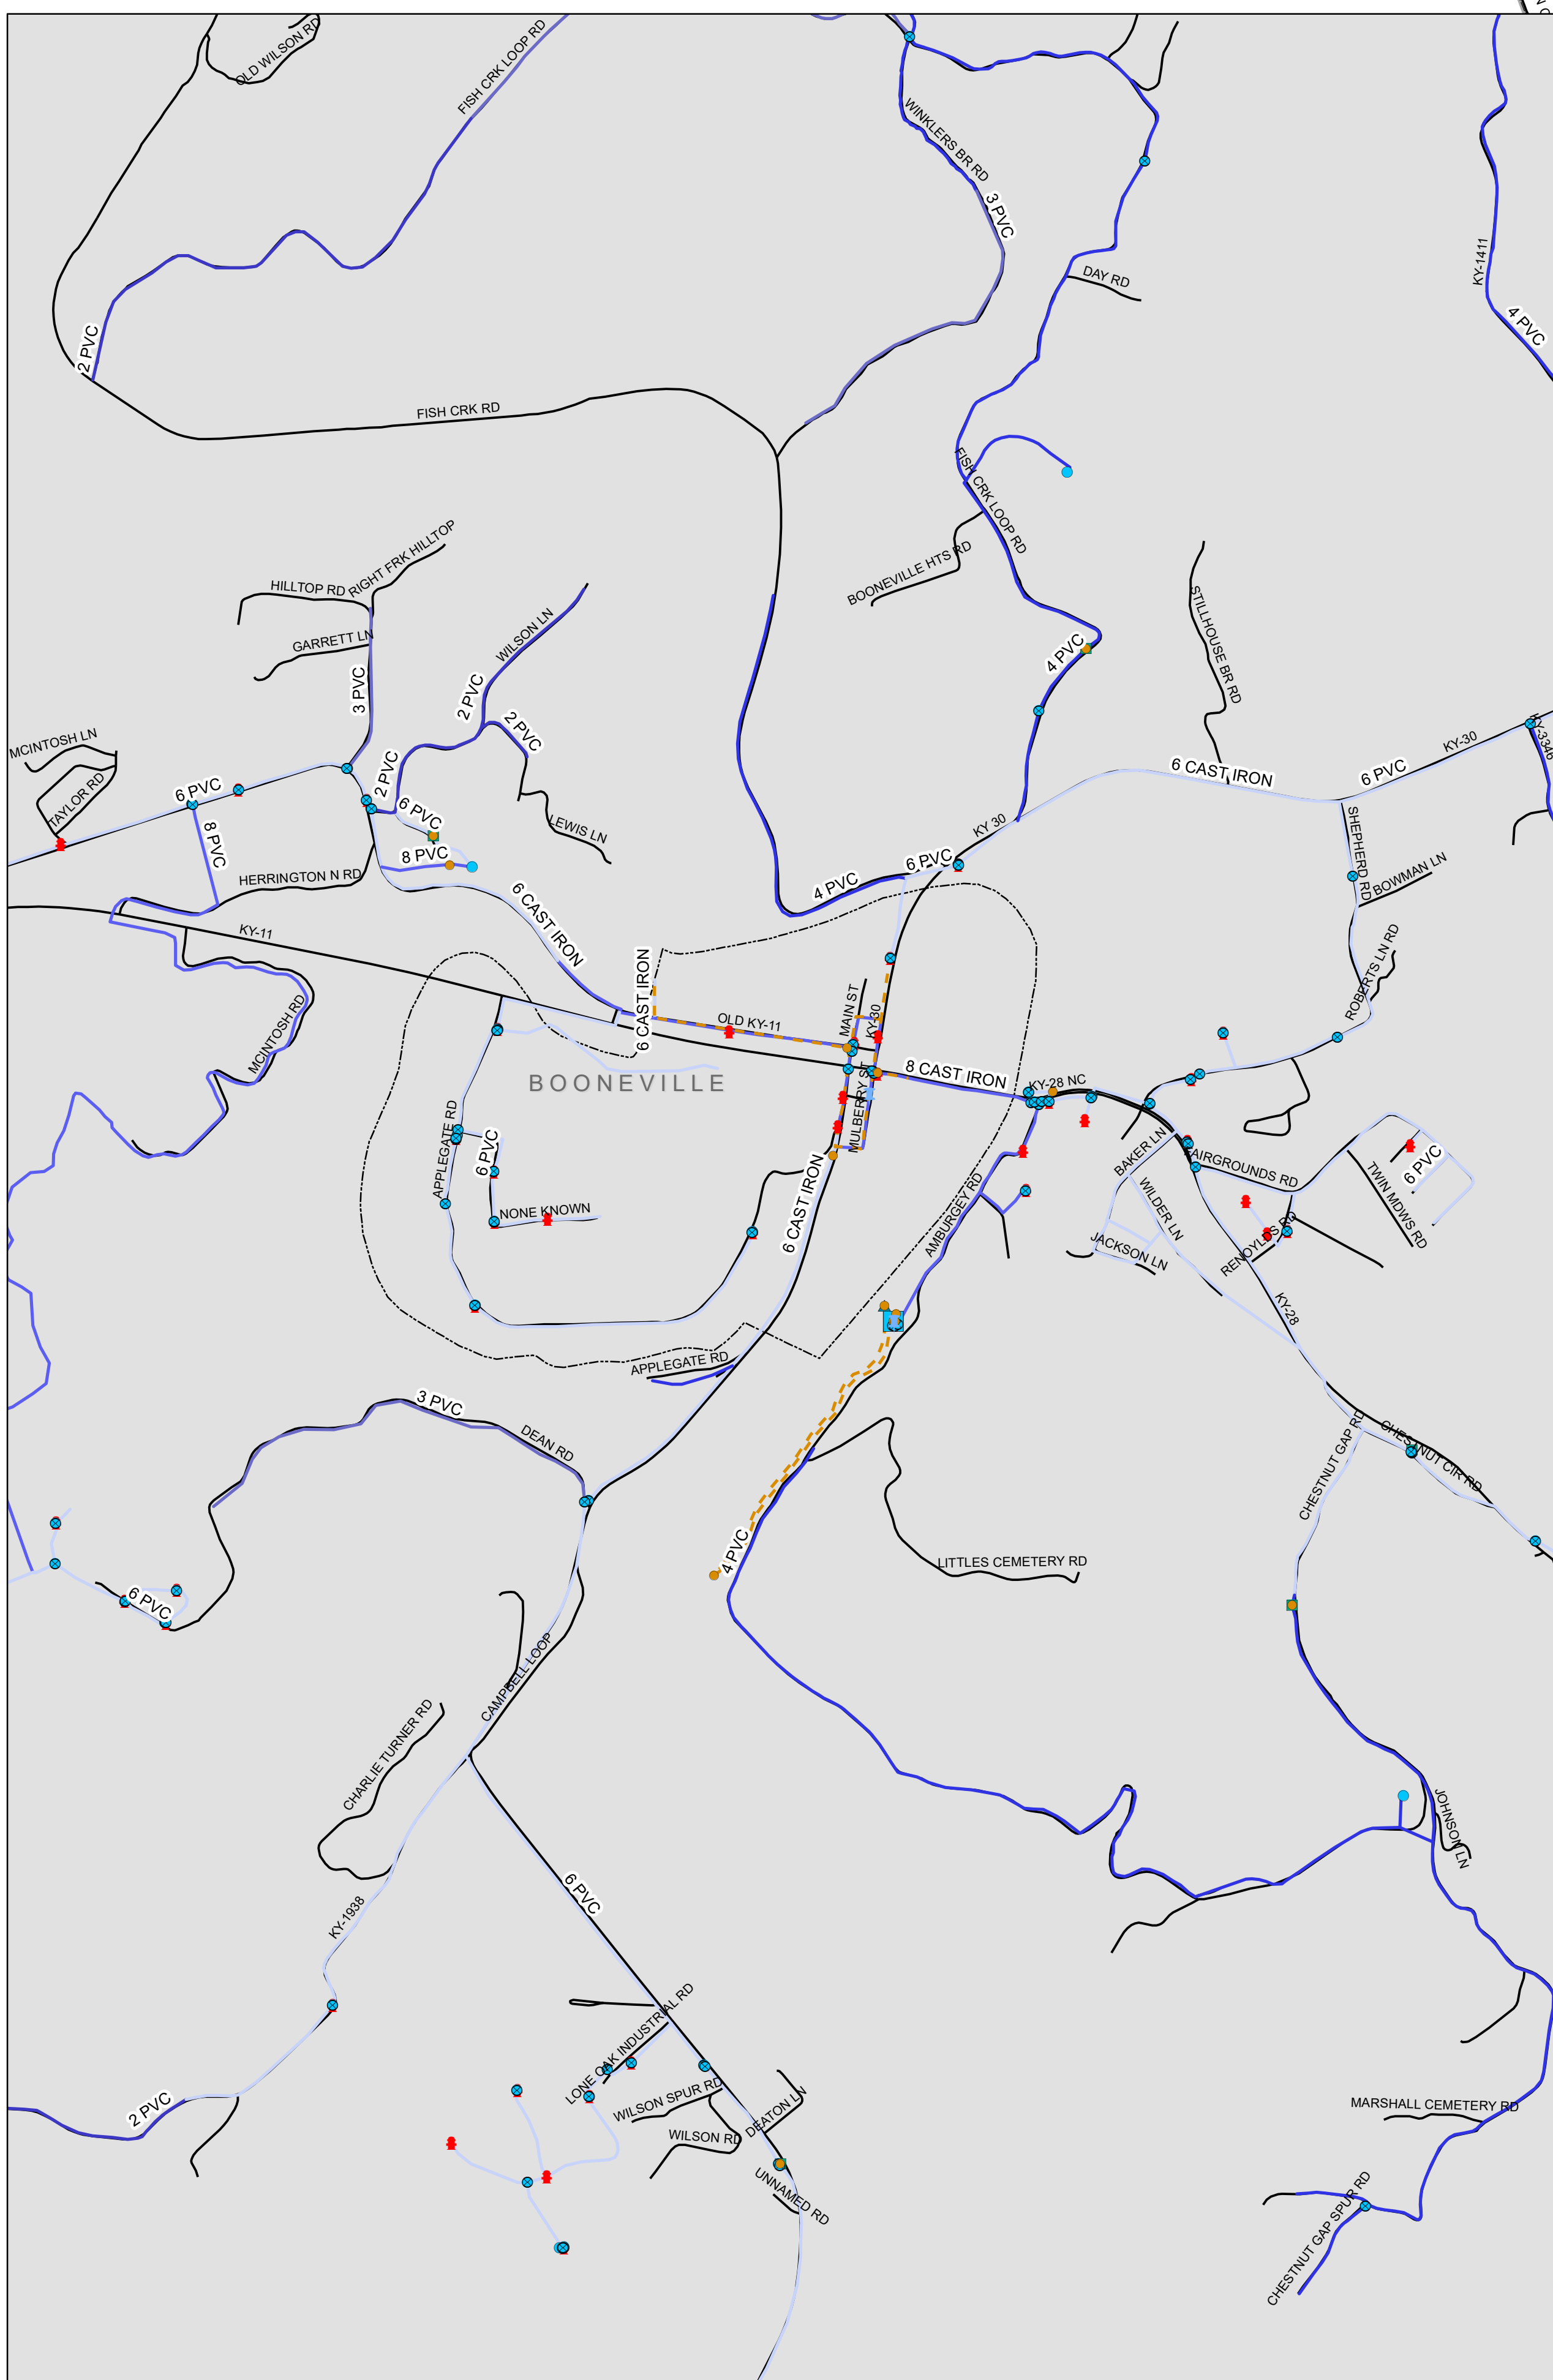 OLD WILSON RD
FISH CRK LOOP RD
WINKLERS BR RD
3 PVC
KY-1411
DAY RD
4 PVC
2 PVC
FISH CRK RD
FISH CRK LOOP RD
BOONEVILLE HTS RD
RIGHT FRK HILLTOP
HILLTOP RD
GARRETT LN
WILSON LN
STILLHOUSE BR RD
4 PVC
3 PVC
2 PVC
2 PVC
MCINTOSH LN
KY-3346
KY-30
6 CAST IRON
6 PVC
2 PVC
6 PVC
TAYLOR RD
6 PVC
8 PVC
LEWIS LN
KY 30
SHEPHERD RD
8 PVC
6 PVC
BOWMAN LN
HERRINGTON N RD
4 PVC
6 CAST IRON
KY-11
ROBERTS LN RD
6 CAST IRON
MCINTOSH RD
OLD KY-11
MAIN ST
KY-30
BOONEVILLE
8 CAST IRON
KY-28 NC
MULBERRY ST
APPLEGATE RD
6 PVC
BAKER LN
FAIRGROUNDS RD
6 PVC
TWIN MDWS RD
NONE KNOWN
6 CAST IRON
AMBURGEY RD
WILDER LN
JACKSON LN
RENOYLDS RD
KY-28
APPLEGATE RD
3 PVC
DEAN RD
CHESTNUT GAP RD
CHESTNUT CIR RD
4 PVC
LITTLES CEMETERY RD
6 PVC
CAMPBELL LOOP
CHARLIE TURNER RD
JOHNSON LN
6 PVC
KY-1938
LONE OAK INDUSTRIAL RD
2 PVC
WILSON SPUR RD
DEATON LN
WILSON RD
MARSHALL CEMETERY RD
UNNAMED RD
CHESTNUT GAP SPUR RD